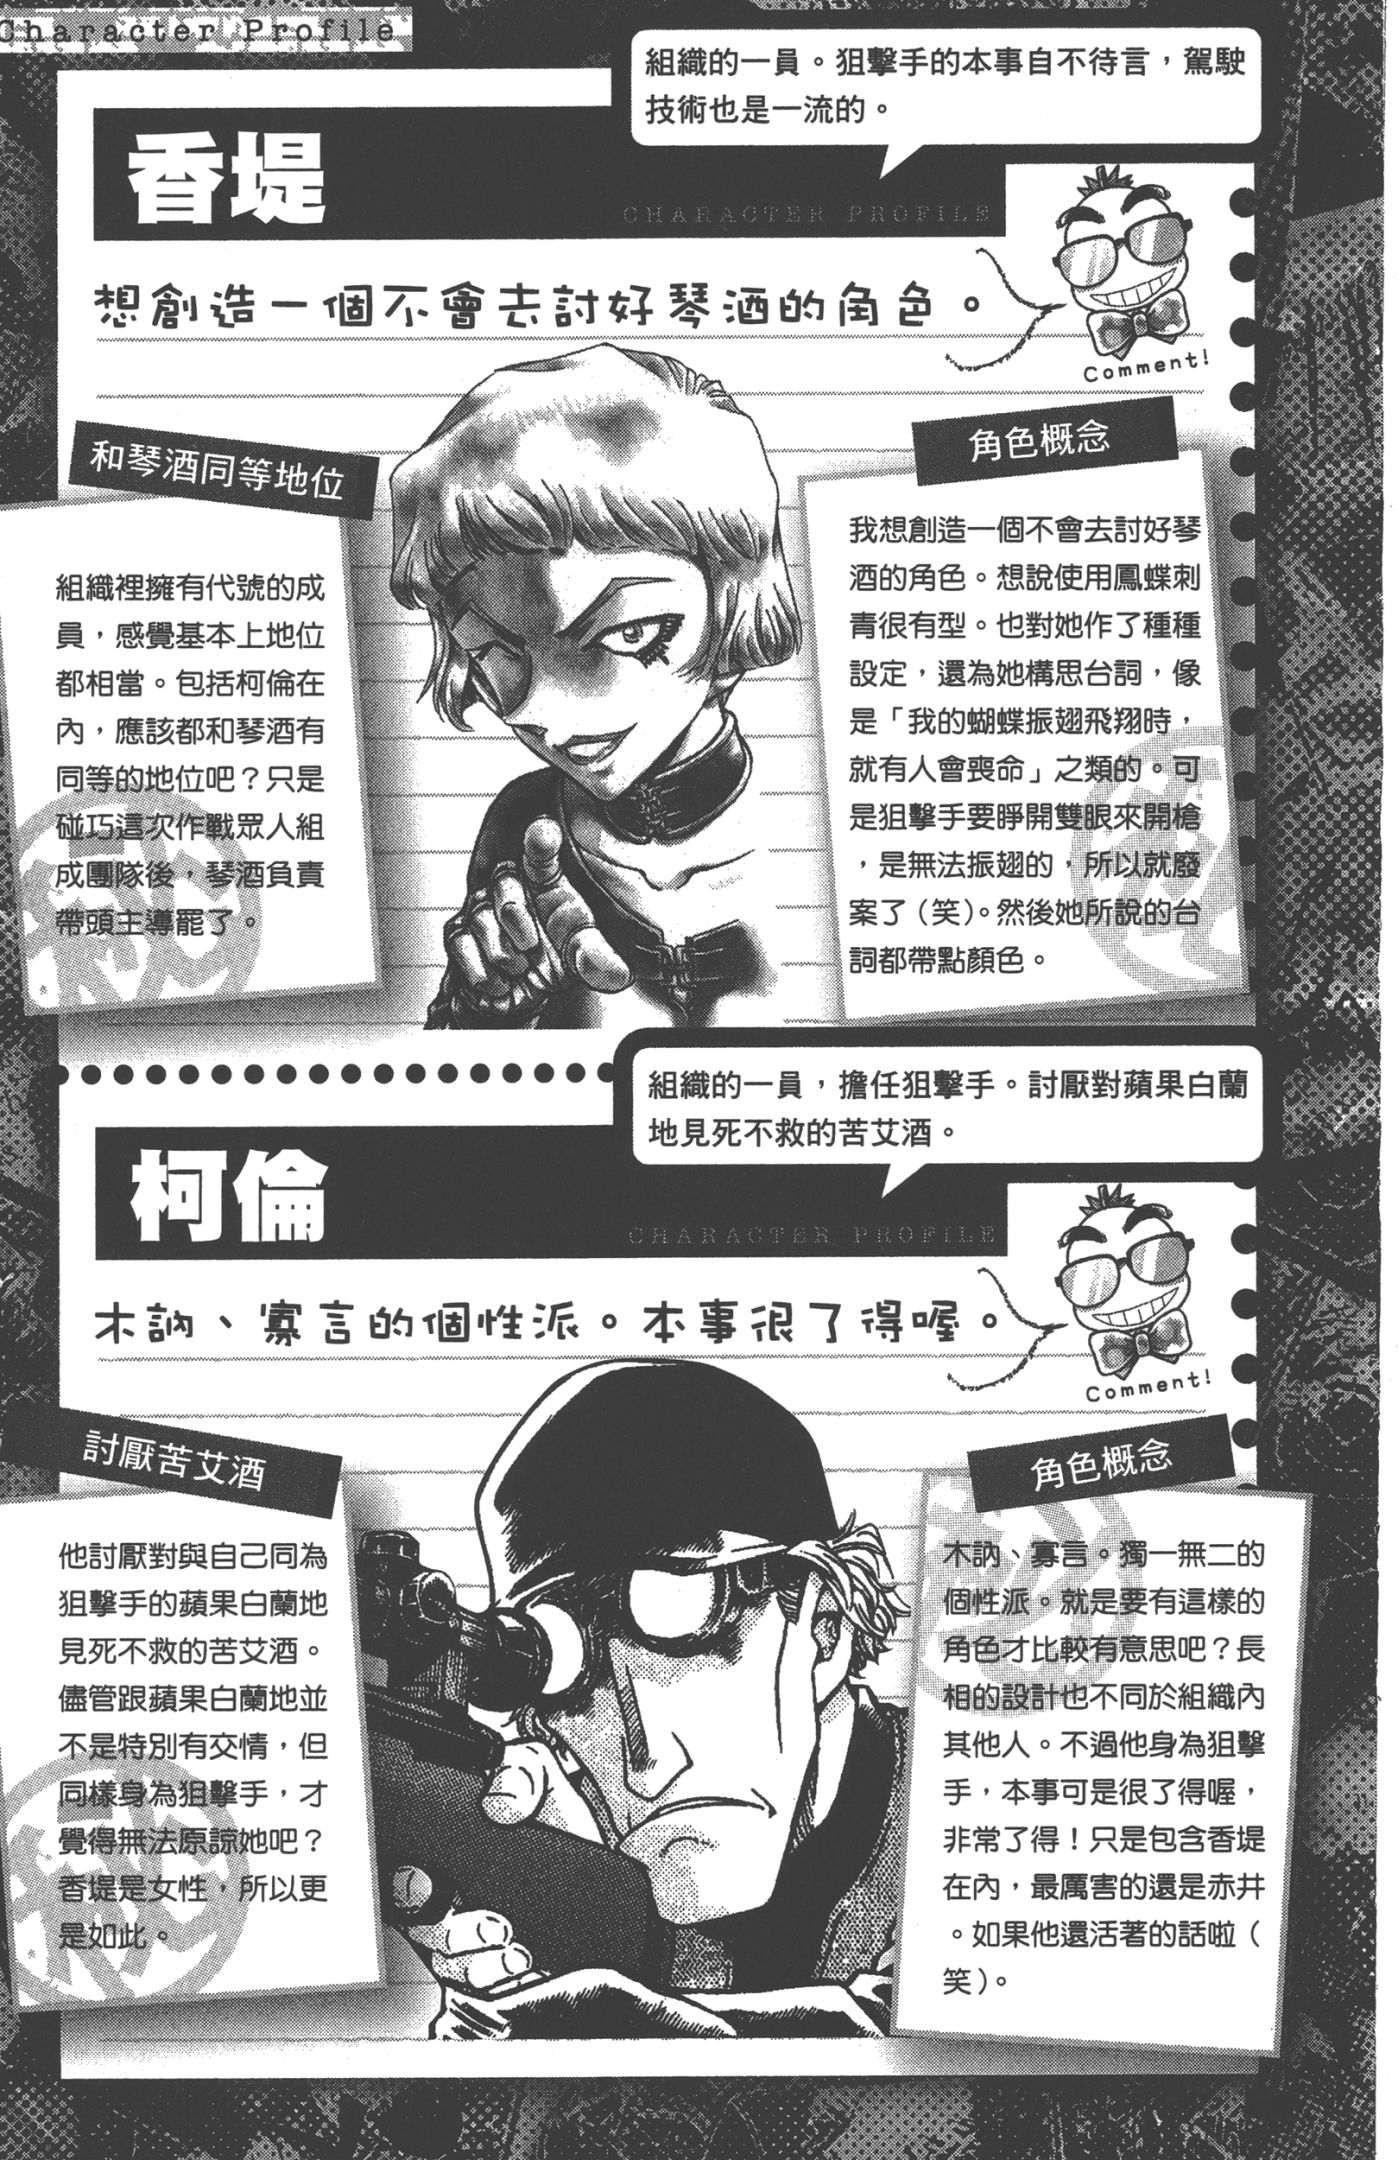 Character Profile
組織的一員。狙擊手的本事自不待言，駕駛
技術也是一流的。
香堤
CHARACTER PROFILE
想創造一個不會去討好琴酒的角色。
Comment!
和琴酒同等地位
組織裡擁有代號的成
員，感覺基本上地位
都相當。包括柯倫在
內，應該都和琴酒有
同等的地位吧？只是
碰巧這次作戰眾人組
成團隊後，琴酒負責
帶頭主導罷了。
角色概念
我想創造一個不會去討好琴
酒的角色。想說使用鳳蝶刺
青很有型。也對她作了種種
設定，還為她構思台詞，像
是「我的蝴蝶振翅飛翔時，
就有人會喪命」之類的。可
是狙擊手要睜開雙眼來開槍
，是無法振翅的，所以就廢
案了（笑）。然後她所說的台
詞都帶點顏色。
組織的一員，擔任狙擊手。討厭對蘋果白蘭
地見死不救的苦艾酒。
柯倫
CHARACTER PROFILE
木訥、寡言的個性派。本事很了得喔。
Comment!
討厭苦艾酒
他討厭對與自己同為
狙擊手的蘋果白蘭地
見死不救的苦艾酒。
儘管跟蘋果白蘭地並
不是特別有交情，但
同樣身為狙擊手，才
覺得無法原諒她吧？
香堤是女性，所以更
是如此。
角色概念
木訥、寡言。獨一無二的
個性派。就是要有這樣的
角色才比較有意思吧？長
相的設計也不同於組織內
其他人。不過他身為狙擊
手，本事可是很了得喔，
非常了得！只是包含香堤
在內，最厲害的還是赤井
。如果他還活著的話啦（
笑）。